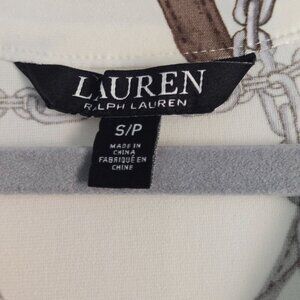 LAUREN
RALPH LAUREN
S/P
MADE IN
CHINA
FABRIQUÉ EN
CHINE